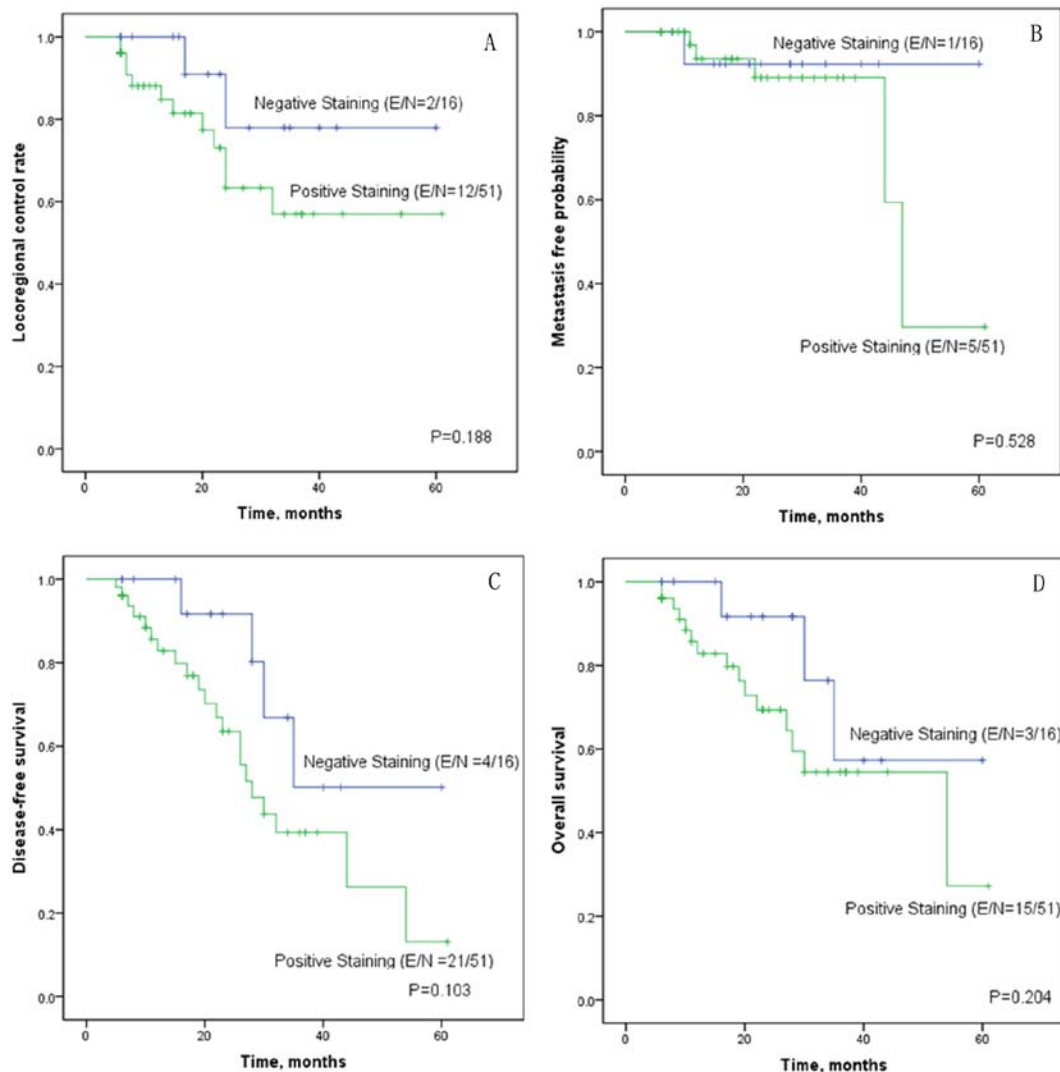 A
1.0
0.8
0.6
0.4
0.2
0.0
Locoregional control rate
Negative Staining (E/N=2/16)
Positive Staining (E/N=12/51)
P=0.188
0 20 40 60
Time, months
B
1.0
0.8
0.6
0.4
0.2
0.0
Metastasis free probability
Negative Staining (E/N=1/16)
Positive Staining (E/N=5/51)
P=0.528
0 20 40 60
Time, months
C
1.0
0.8
0.6
0.4
0.2
0.0
Disease-free survival
Negative Staining (E/N =4/16)
Positive Staining (E/N =21/51)
P=0.103
0 20 40 60
Time, months
D
1.0
0.8
0.6
0.4
0.2
0.0
Overall survival
Negative Staining (E/N=3/16)
Positive Staining (E/N=15/51)
P=0.204
0 20 40 60
Time, months